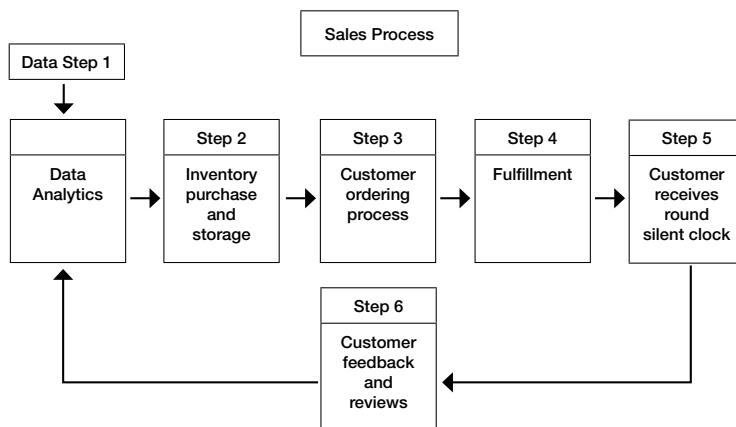 Sales Process
Data Step 1
Data
Analytics
Step 2
Inventory
purchase
and
storage
Step 3
Customer
ordering
process
Step 4
Fulfillment
Step 5
Customer
receives
round
silent clock
Step 6
Customer
feedback
and
reviews